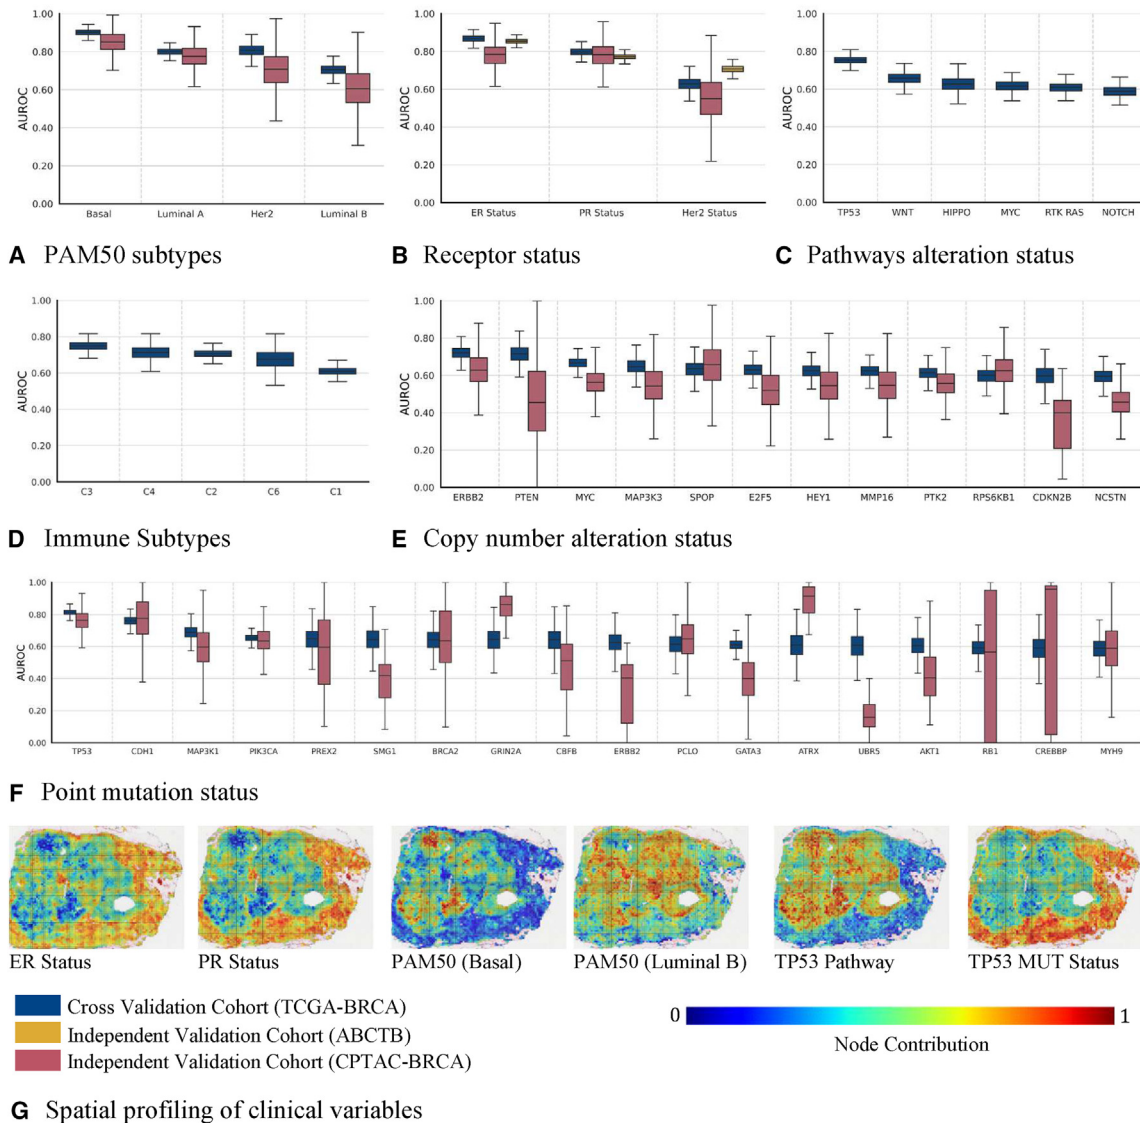 1.00
0.80
0.60
0.40
0.20
0.00
AUROC
Basal Luminal A Her2 Luminal B
A PAM50 subtypes
1.00
0.80
0.60
0.40
0.20
0.00
AUROC
ER Status PR Status Her2 Status
B Receptor status
1.00
0.80
0.60
0.40
0.20
0.00
AUROC
TP53 WNT HIPPO MYC RTK RAS NOTCH
C Pathways alteration status
1.00
0.80
0.60
0.40
0.20
0.00
AUROC
C3 C4 C2 C6 C1
D Immune Subtypes
1.00
0.80
0.60
0.40
0.20
0.00
AUROC
ERBB2 PTEN MYC MAP3K3 SPOP E2F5 HEY1 MMP16 PTK2 RPS6KB1 CDKN2B NCSTN
E Copy number alteration status
1.00
0.80
0.60
0.40
0.20
0.00
AUROC
TP53 CDH1 MAP3K1 PIK3CA PREX2 SMG1 BRCA2 GRIN2A CBFB ERBB2 PCLO GATA3 ATRX UBR5 AKT1 RB1 CREBBP MYH9
F Point mutation status
ER Status PR Status PAM50 (Basal) PAM50 (Luminal B) TP53 Pathway TP53 MUT Status
Cross Validation Cohort (TCGA-BRCA)
Independent Validation Cohort (ABCTB)
Independent Validation Cohort (CPTAC-BRCA)
0 1
Node Contribution
G Spatial profiling of clinical variables